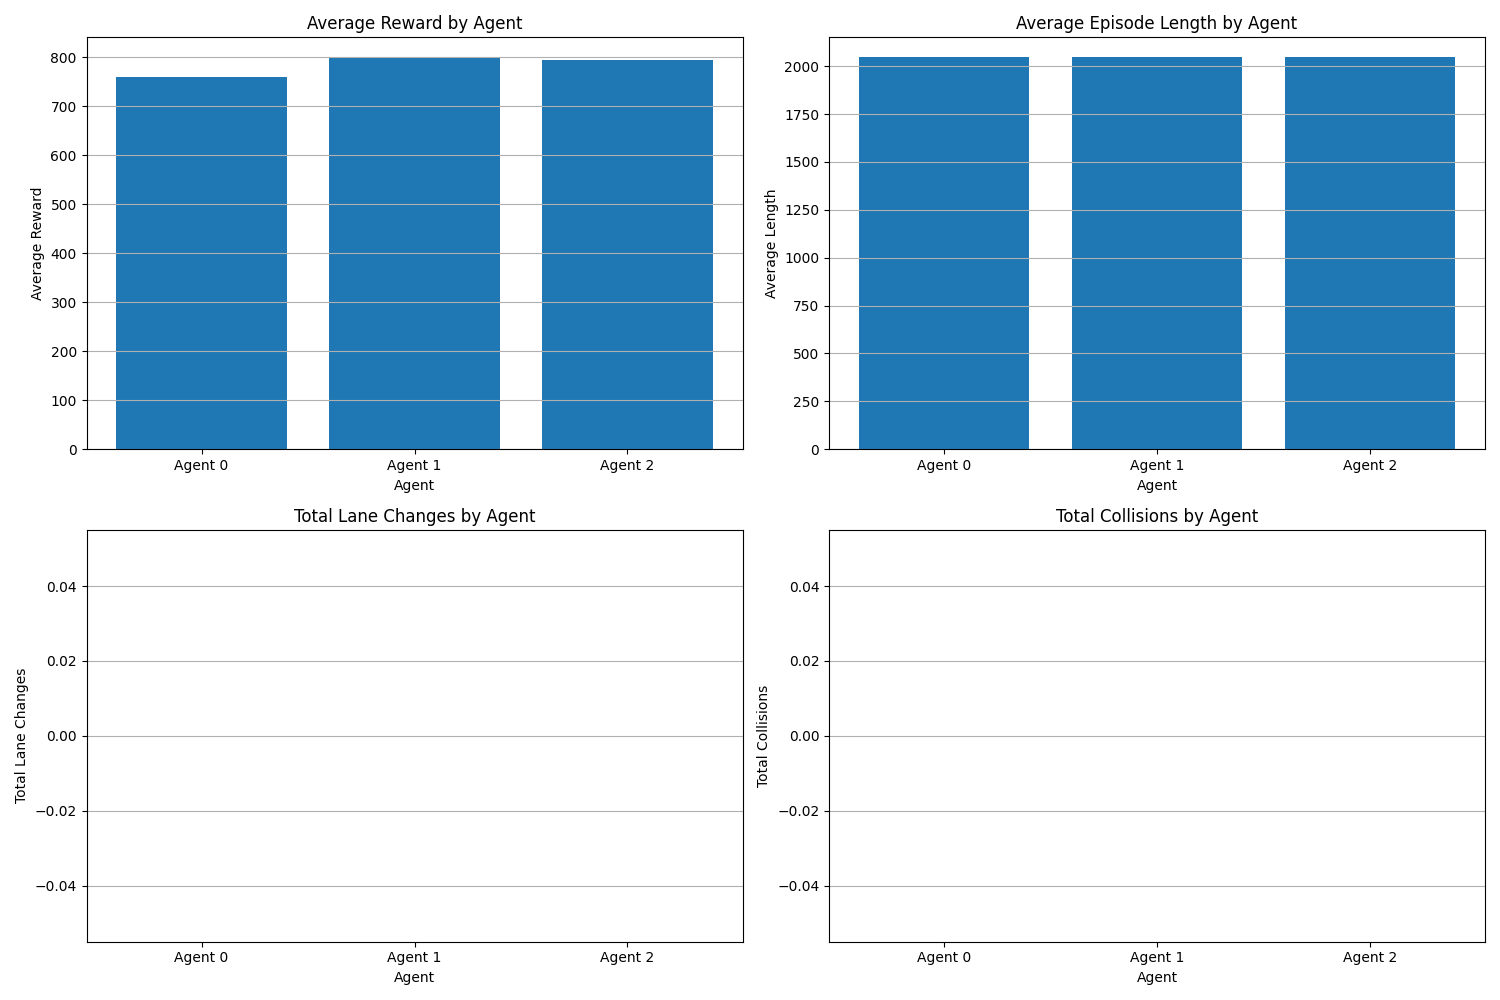 Average Reward by Agent
800
700
600
500
400
300
200
100
0
Average Reward
Agent 0 Agent 1 Agent 2
Agent
Average Episode Length by Agent
2000
1750
1500
1250
1000
750
500
250
0
Average Length
Agent 0 Agent 1 Agent 2
Agent
Total Lane Changes by Agent
0.04
0.02
0.00
−0.02
−0.04
Total Lane Changes
Agent 0 Agent 1 Agent 2
Agent
Total Collisions by Agent
0.04
0.02
0.00
−0.02
−0.04
Total Collisions
Agent 0 Agent 1 Agent 2
Agent